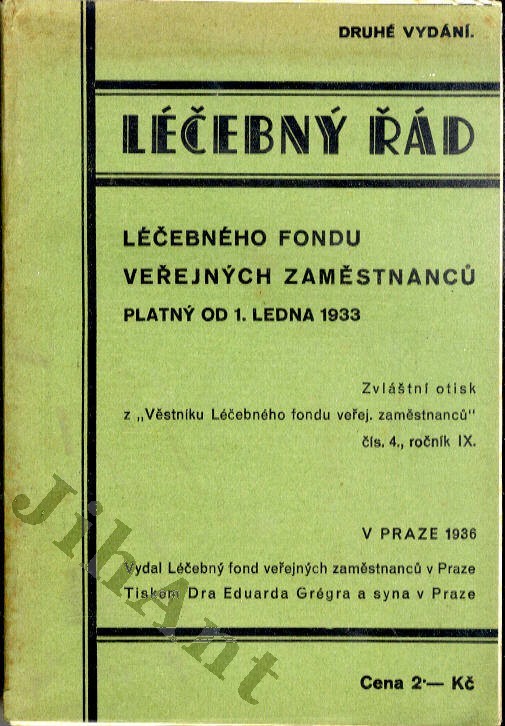 DRUHÉ VYDÁNÍ.
LÉČEBNÝ ŘÁD
LÉČEBNÉHO FONDU
VEŘEJNÝCH ZAMĚSTNANCŮ
PLATNÝ OD 1. LEDNA 1933
Zvláštní otisk
z „Věstníku Léčebného fondu veřej. zaměstnanců"
čís. 4., ročník IX.
V PRAZE 1936
Vydal Léčebný fond veřejných zaměstnanců v Praze
Tiskem Dra Eduarda Grégra a syna v Praze
Cena 2·— Kč
JihAnt